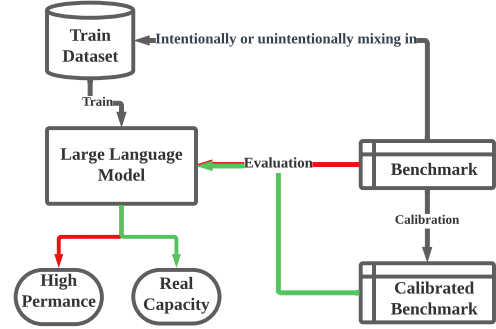 Train
Dataset
Intentionally or unintentionally mixing in
Train
Large Language
Model
Evaluation
Benchmark
Calibration
High
Permance
Real
Capacity
Calibrated
Benchmark